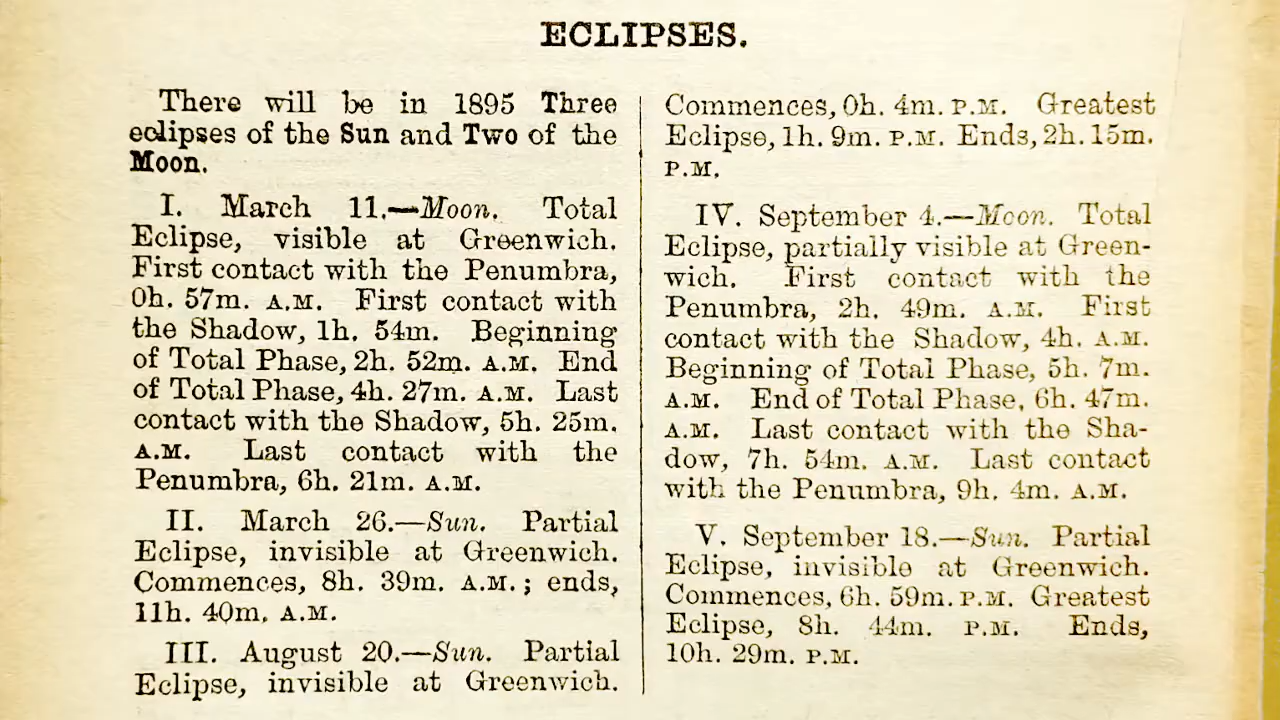 ECLIPSES.
There will be in 1895 Three
eclipses of the Sun and Two of the
Moon.
I. March 11.—Moon. Total
Eclipse, visible at Greenwich.
First contact with the Penumbra,
0h. 57m. A.M. First contact with
the Shadow, 1h. 54m. Beginning
of Total Phase, 2h. 52m. A.M. End
of Total Phase, 4h. 27m. A.M. Last
contact with the Shadow, 5h. 25m.
A.M. Last contact with the
Penumbra, 6h. 21m. A.M.
II. March 26.—Sun. Partial
Eclipse, invisible at Greenwich.
Commences, 8h. 39m. A.M.; ends,
11h. 40m. A.M.
III. August 20.—Sun. Partial
Eclipse, invisible at Greenwich.
Commences, 0h. 4m. P.M. Greatest
Eclipse, 1h. 9m. P.M. Ends, 2h. 15m.
P.M.
IV. September 4.—Moon. Total
Eclipse, partially visible at Green-
wich. First contact with the
Penumbra, 2h. 49m. A.M. First
contact with the Shadow, 4h. A.M.
Beginning of Total Phase, 5h. 7m.
A.M. End of Total Phase, 6h. 47m.
A.M. Last contact with the Sha-
dow, 7h. 54m. A.M. Last contact
with the Penumbra, 9h. 4m. A.M.
V. September 18.—Sun. Partial
Eclipse, invisible at Greenwich.
Commences, 6h. 59m. P.M. Greatest
Eclipse, 8h. 44m. P.M. Ends,
10h. 29m. P.M.